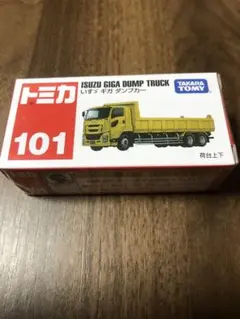 トミカ
101
ISUZU GIGA DUMP TRUCK
いすゞ ギガ ダンプカー
TAKARA
TOMY
荷台上下